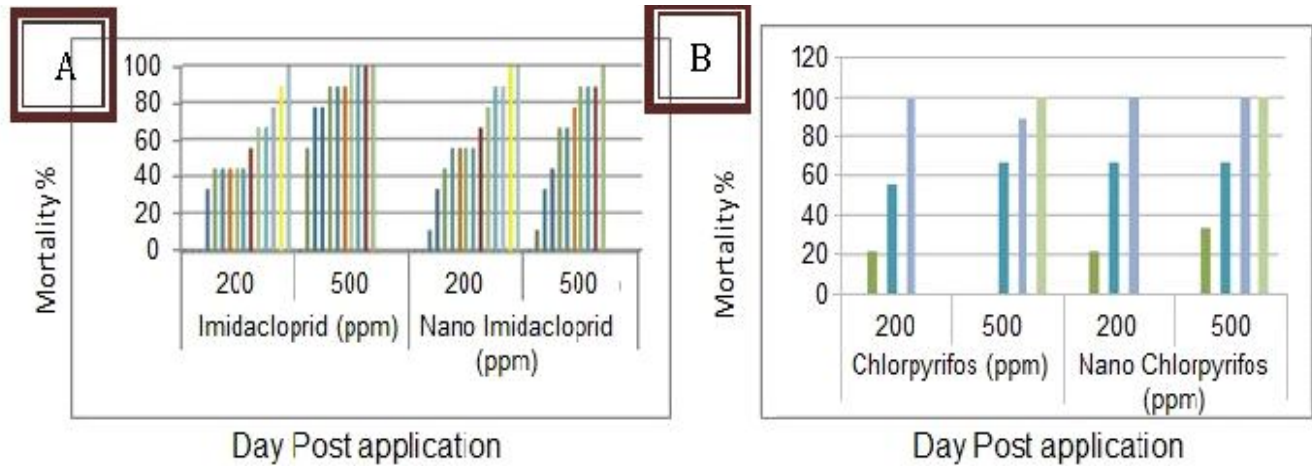 A
Mortality %
100
80
60
40
20
0
200 500 200 500
Imidacloprid (ppm) Nano Imidacloprid
(ppm)
Day Post application
B
Mortality %
120
100
80
60
40
20
0
200 500 200 500
Chlorpyrifos (ppm) Nano Chlorpyrifos
(ppm)
Day Post application